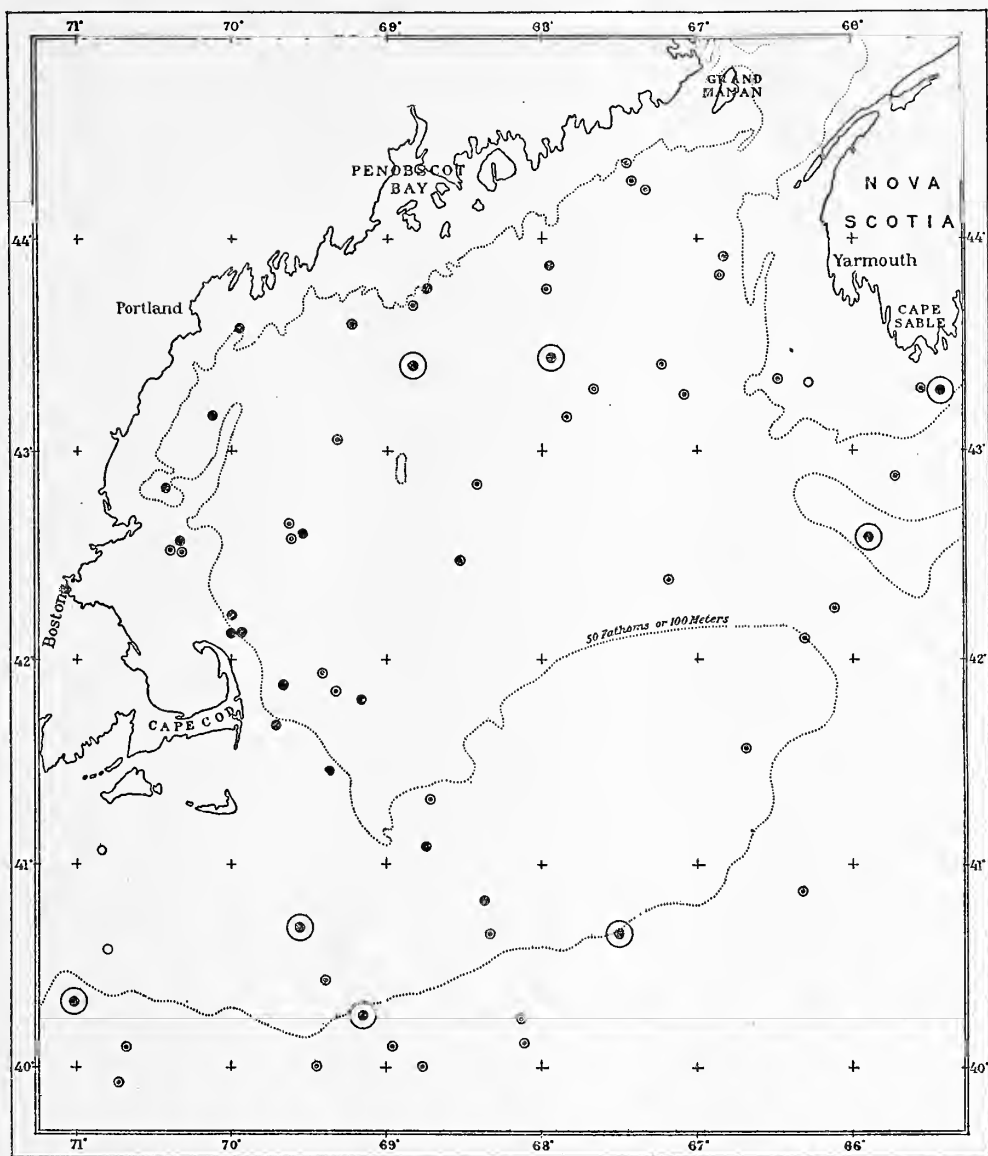 71° 70° 69° 68° 67° 66°
GRAND
MANAN
PENOBSCOT
BAY
NOVA
SCOTIA
44° 44°
Yarmouth
Portland
CAPE
SABLE
43° 43°
Boston
50 Fathoms or 100 Meters
42° 42°
CAPE COD
41° 41°
40° 40°
71° 70° 69° 68° 67° 66°